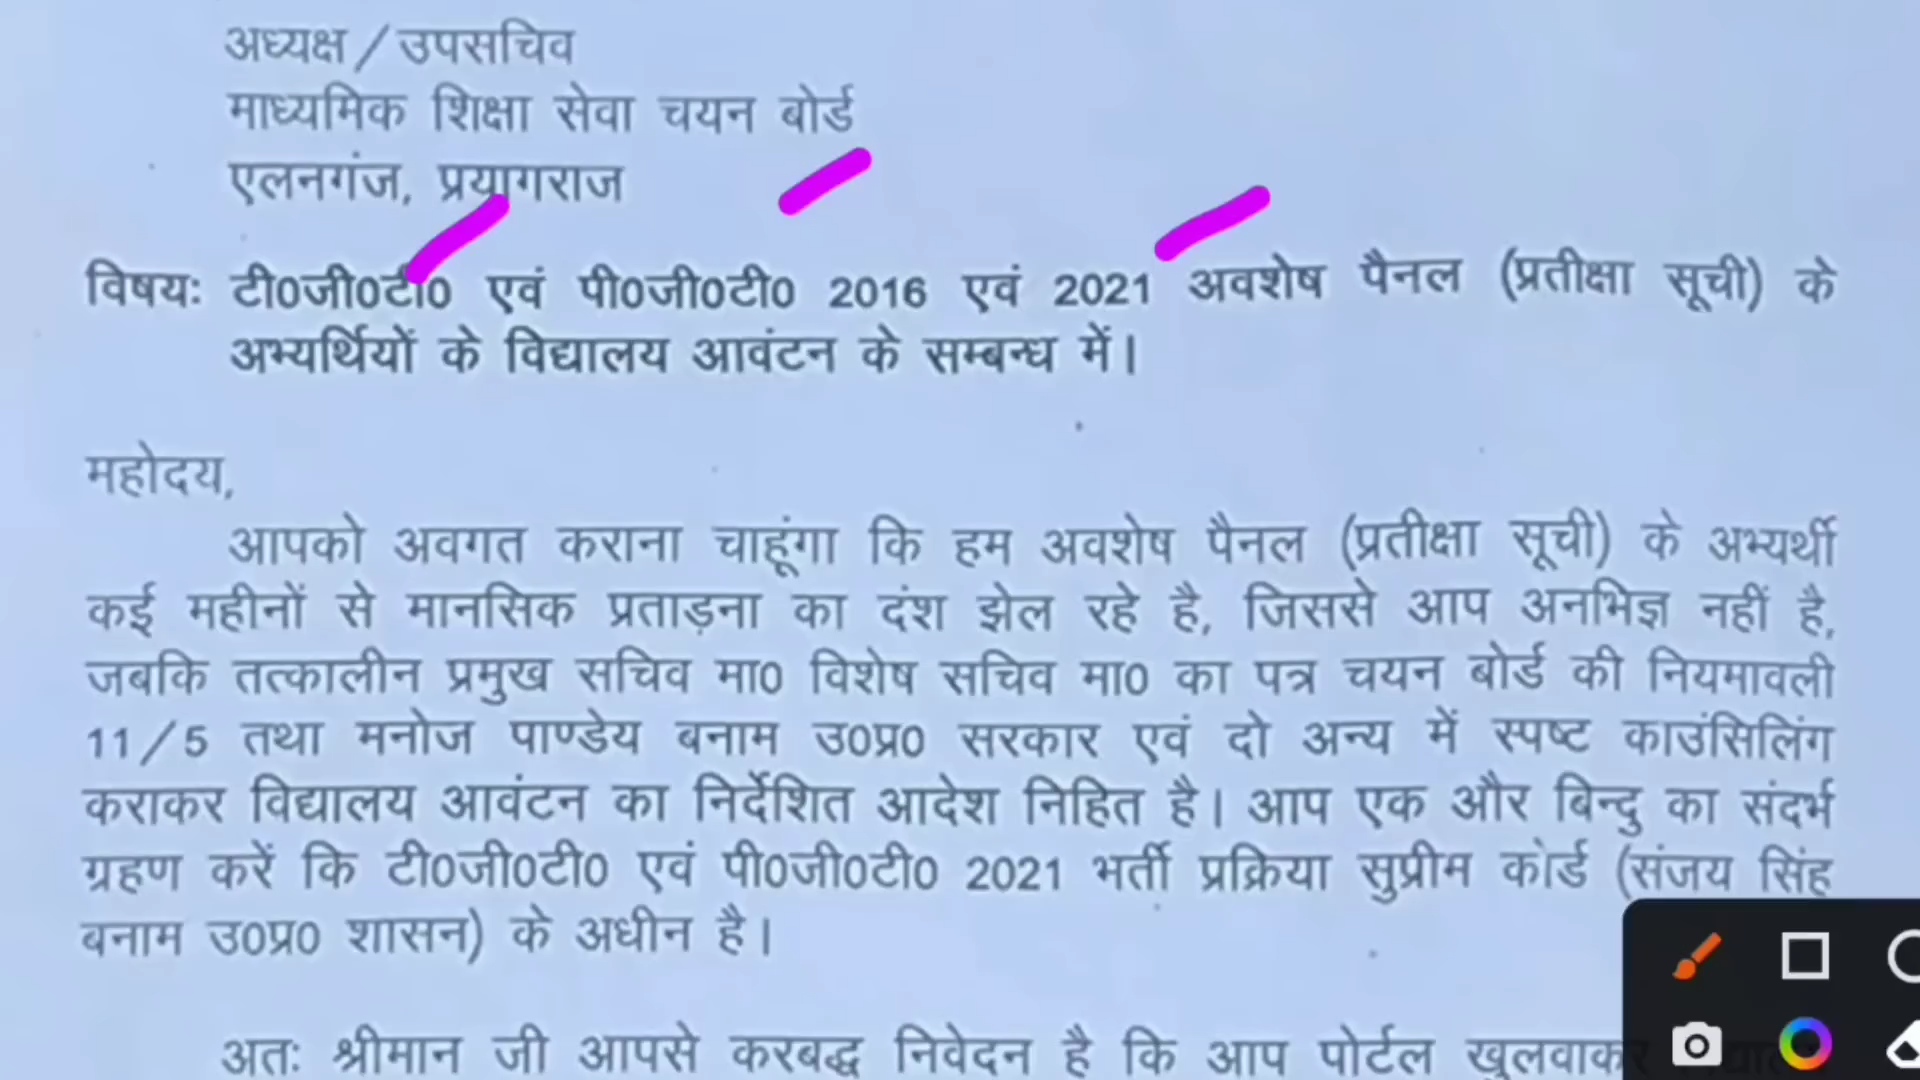 अध्यक्ष/उपसचिव
माध्यमिक शिक्षा सेवा चयन बोर्ड
एलनगंज, प्रयागराज
विषयः टी0जी0टी0 एवं पी0जी0टी0 2016 एवं 2021 अवशेष पैनल (प्रतीक्षा सूची) के
अभ्यर्थियों के विद्यालय आवंटन के सम्बन्ध में।
महोदय,
आपको अवगत कराना चाहूंगा कि हम अवशेष पैनल (प्रतीक्षा सूची) के अभ्यर्थी
कई महीनों से मानसिक प्रताड़ना का दंश झेल रहे है, जिससे आप अनभिज्ञ नहीं है,
जबकि तत्कालीन प्रमुख सचिव मा0 विशेष सचिव मा0 का पत्र चयन बोर्ड की नियमावली
11/5 तथा मनोज पाण्डेय बनाम उ0प्र0 सरकार एवं दो अन्य में स्पष्ट काउंसिलिंग
कराकर विद्यालय आवंटन का निर्देशित आदेश निहित है। आप एक और बिन्दु का संदर्भ
ग्रहण करें कि टी0जी0टी0 एवं पी0जी0टी0 2021 भर्ती प्रक्रिया सुप्रीम कोर्ड (संजय सिंह
बनाम उ0प्र0 शासन) के अधीन है।
अतः श्रीमान जी आपसे करबद्ध निवेदन है कि आप पोर्टल खुलवाकर